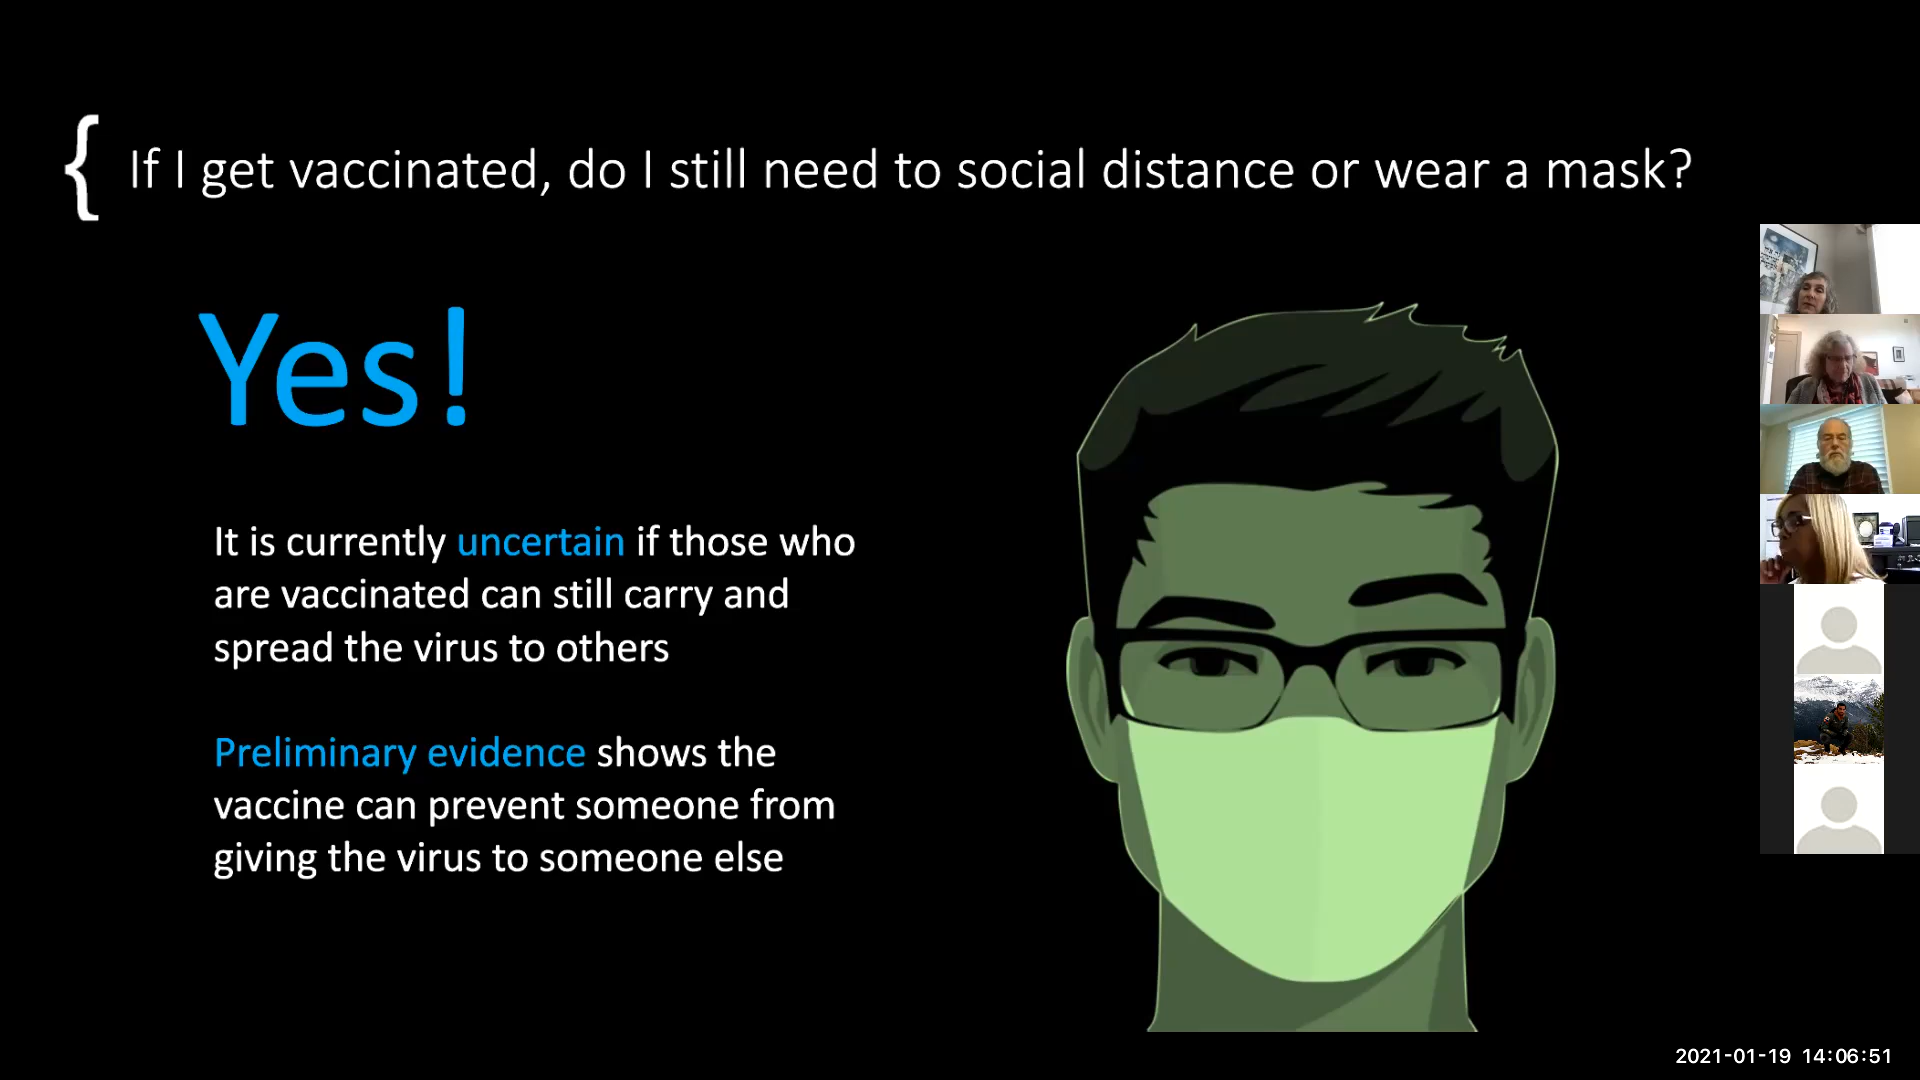 { If I get vaccinated, do I still need to social distance or wear a mask?
Yes!
It is currently uncertain if those who
are vaccinated can still carry and
spread the virus to others
Preliminary evidence shows the
vaccine can prevent someone from
giving the virus to someone else
2021-01-19 14:06:51